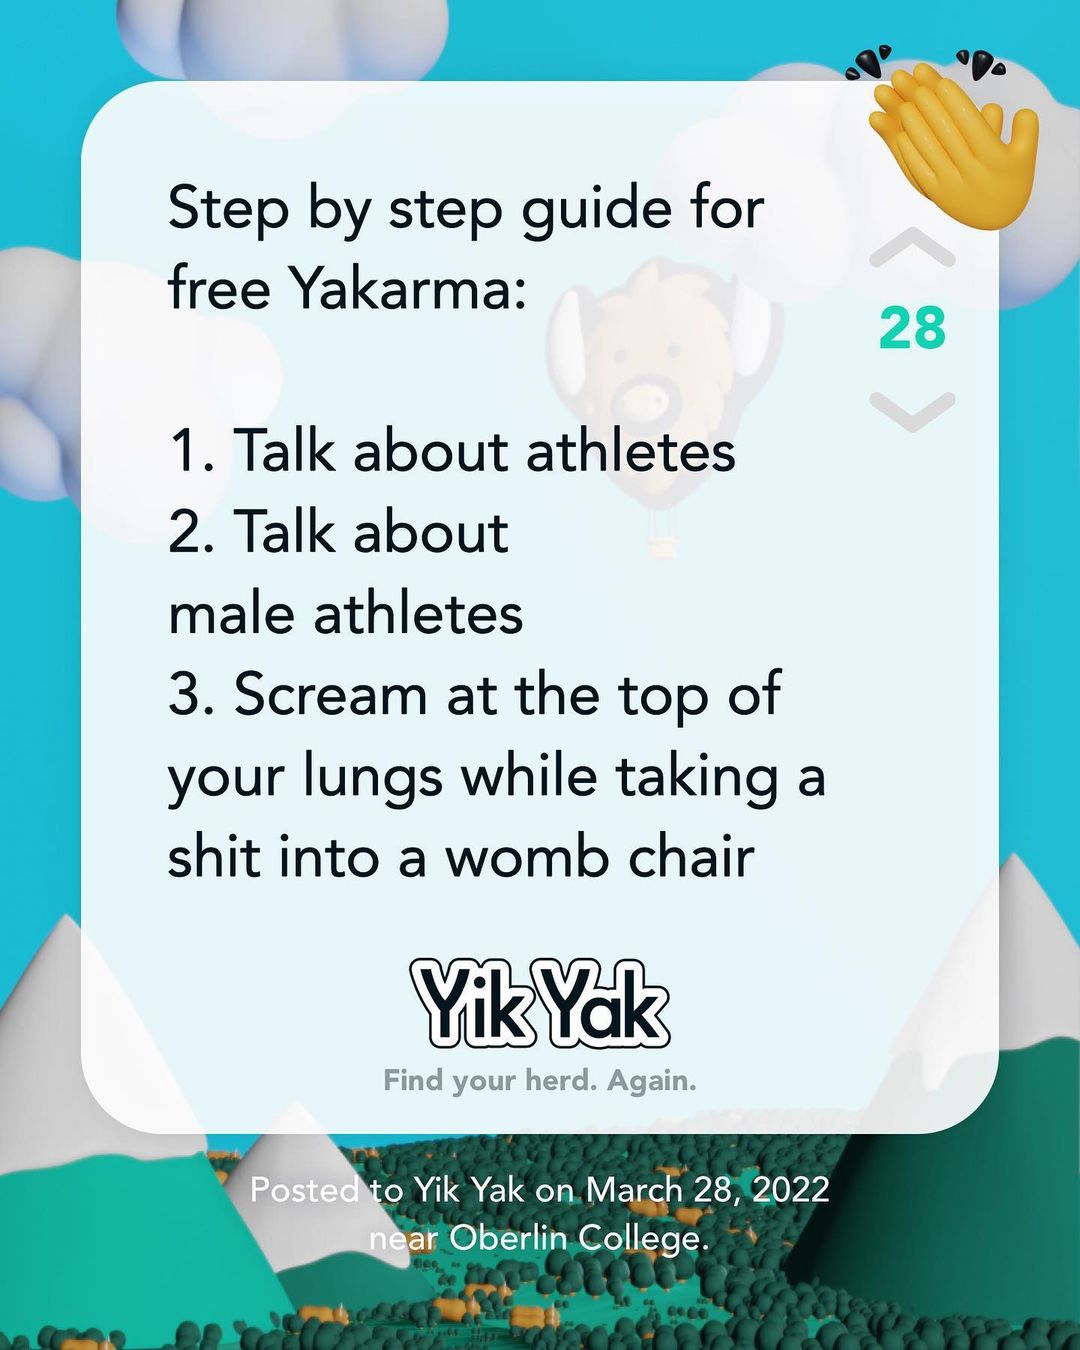 Step by step guide for
free Yakarma:
28
1. Talk about athletes
2. Talk about
male athletes
3. Scream at the top of
your lungs while taking a
shit into a womb chair
Yik Yak
Find your herd. Again.
Posted to Yik Yak on March 28, 2022
near Oberlin College.